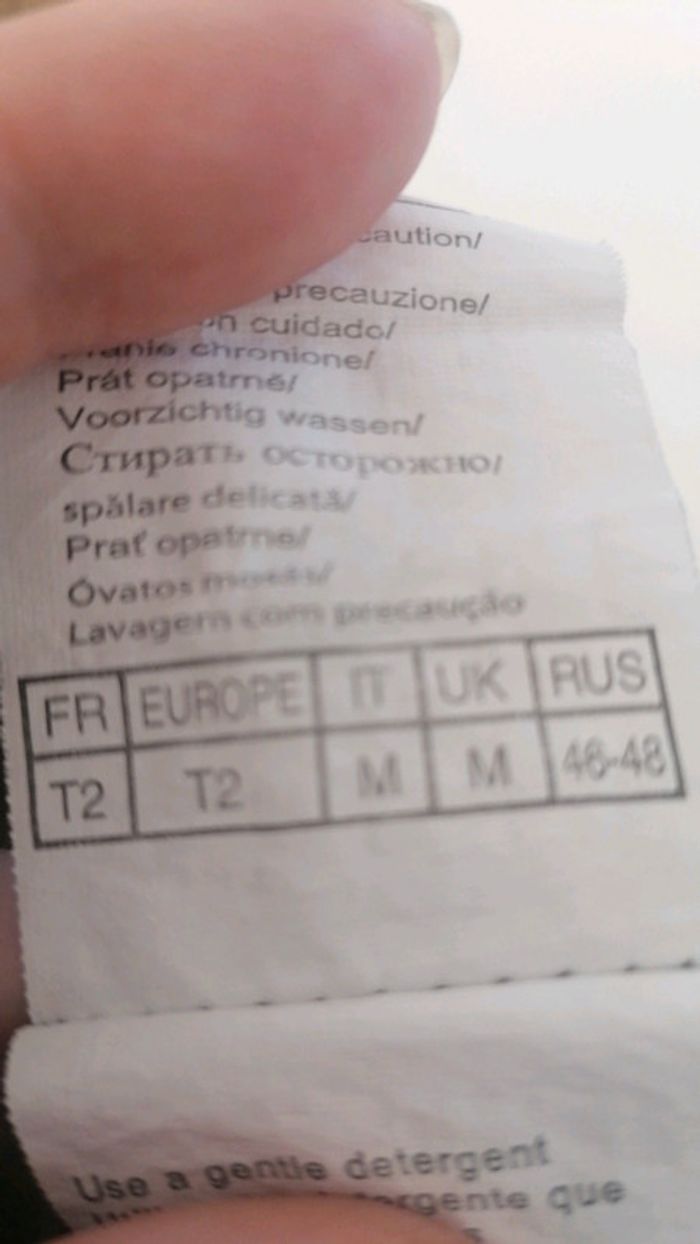 caution/
precauzione/
cuidado/
chronione/
Prát opatrně/
Voorzichtig wassen/
Стирать осторожно/
spălare delicată/
Prať opatrne/
Óvatos mosás/
Lavagem com precaução
FR EUROPE IT UK RUS
T2 T2 M M 46-48
Use a gentle detergent
que